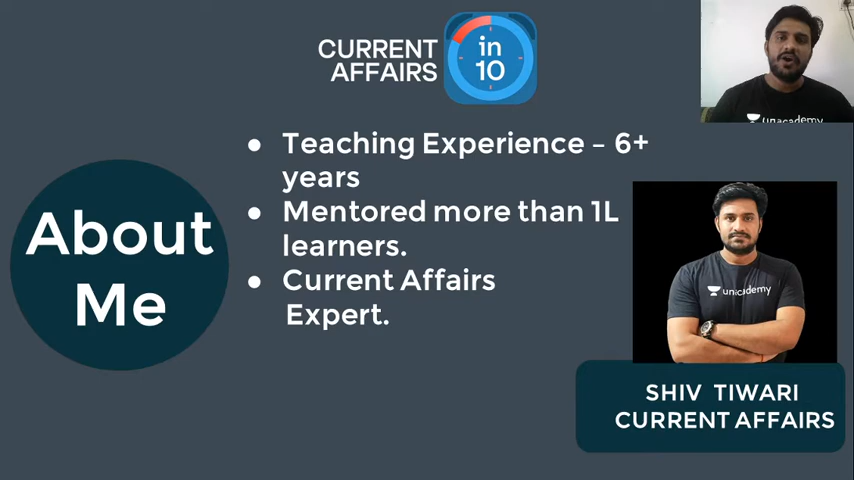 CURRENT
AFFAIRS
in
10
unacademy
About
Me
● Teaching Experience – 6+
years
● Mentored more than 1L
learners.
● Current Affairs
Expert.
unacademy
SHIV TIWARI
CURRENT AFFAIRS